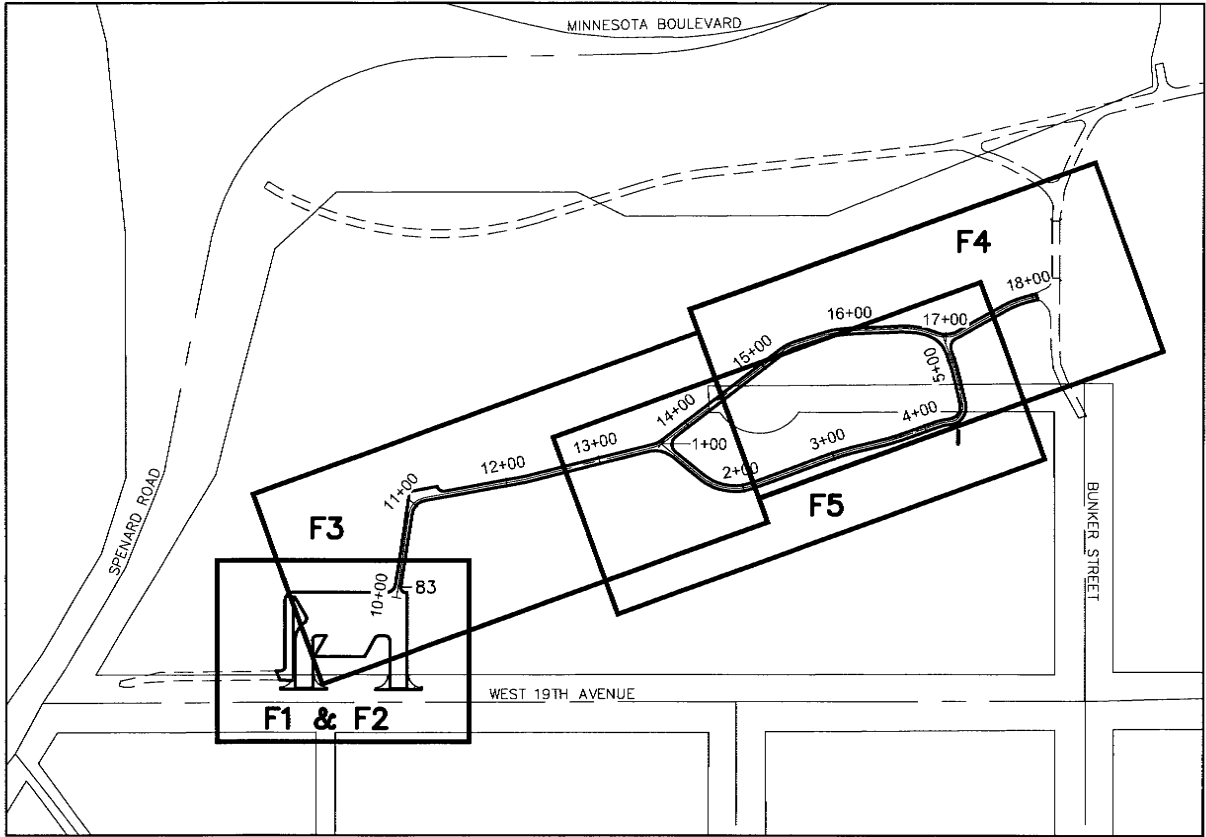 MINNESOTA BOULEVARD
F4
18+00
17+00
16+00
15+00
5+00
14+00
4+00
1+00
3+00
13+00
2+00
12+00
F5
11+00
F3
SPENARD ROAD
BUNKER STREET
10+00
83
WEST 19TH AVENUE
F1 & F2